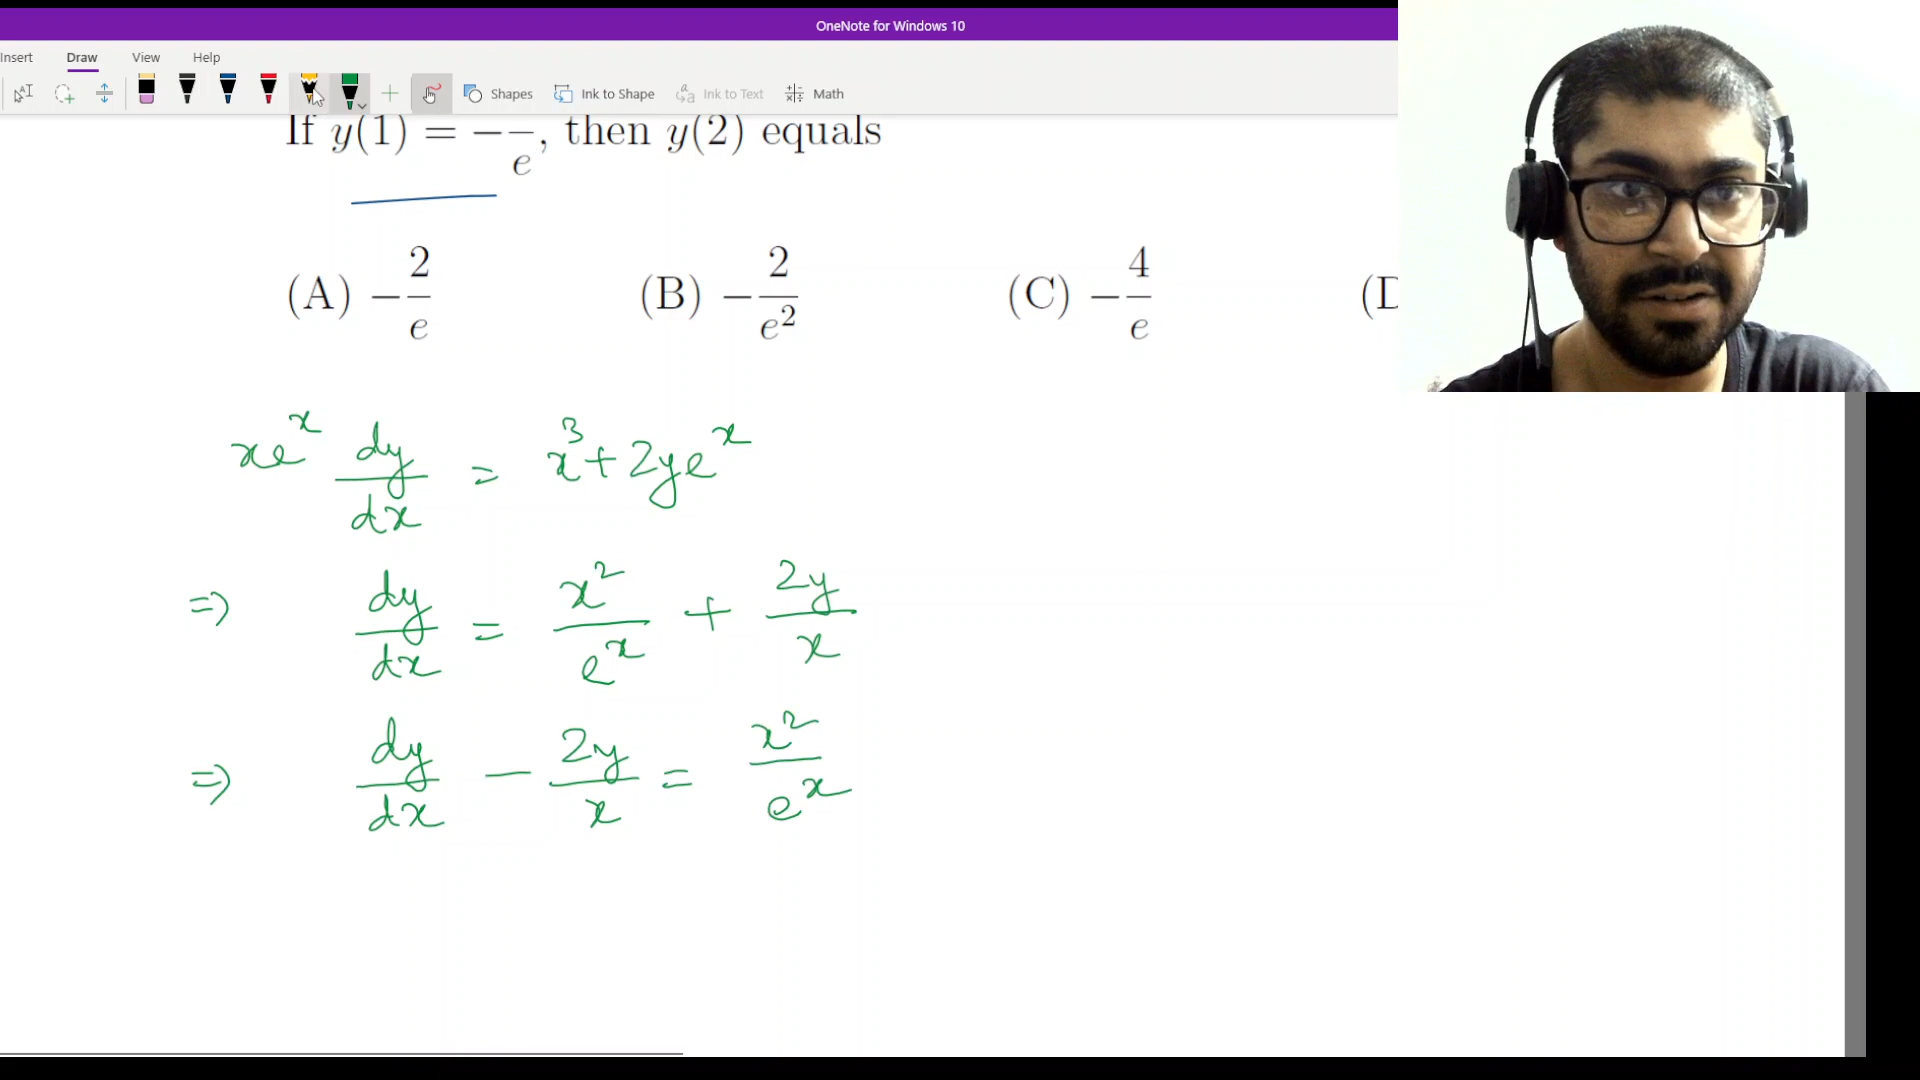 OneNote for Windows 10
Insert Draw View Help
Shapes Ink to Shape Ink to Text Math
If y(1) = −—/e, then y(2) equals
(A) −2/e (B) −2/e² (C) −4/e (D
xe^x dy/dx = x³ + 2ye^x
⇒ dy/dx = x²/e^x + 2y/x
⇒ dy/dx − 2y/x = x²/e^x